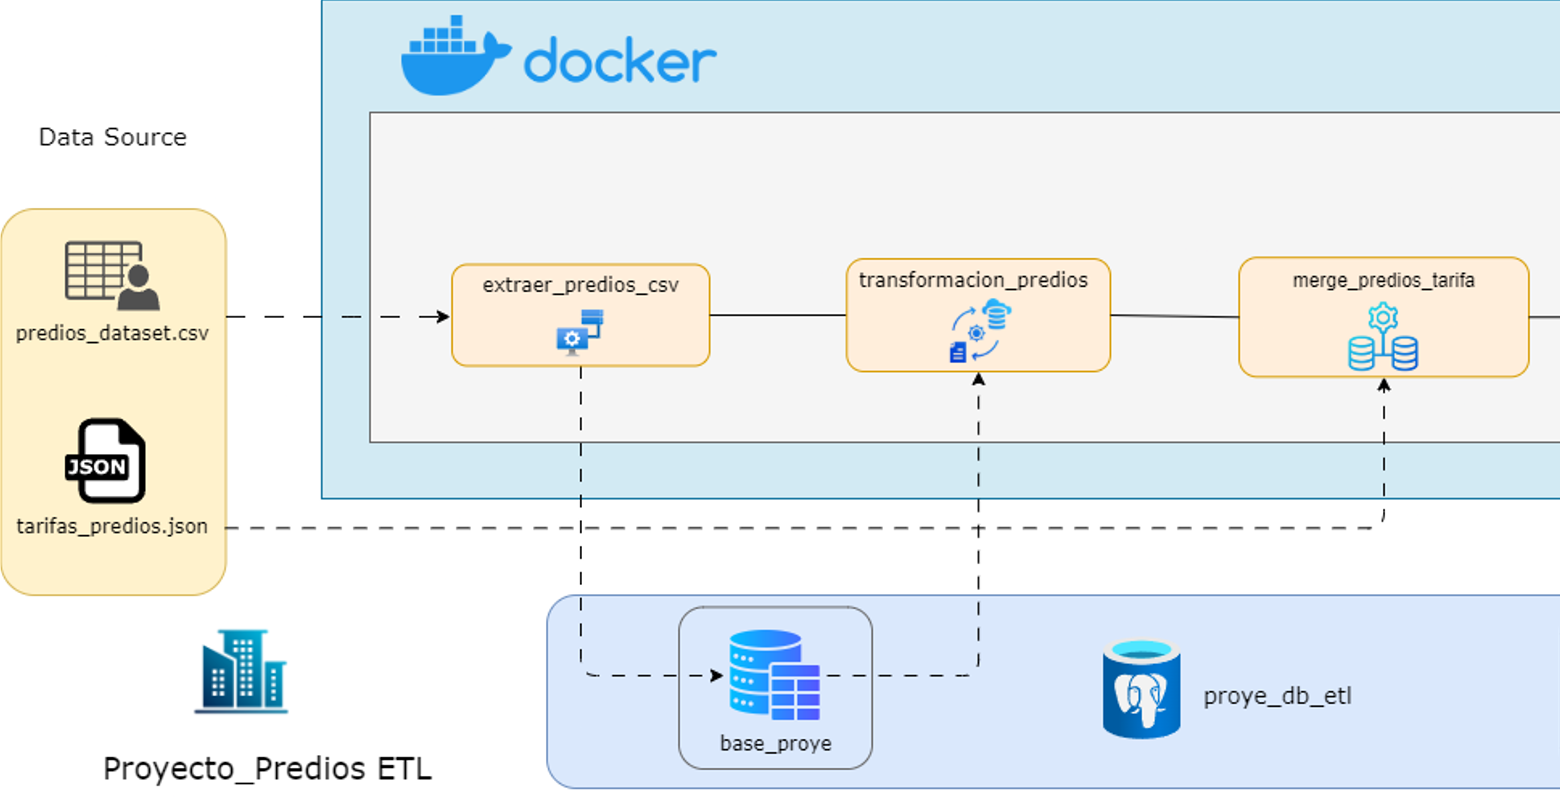 docker
Data Source
predios_dataset.csv
JSON
tarifas_predios.json
extraer_predios_csv
transformacion_predios
merge_predios_tarifa
base_proye
proye_db_etl
Proyecto_Predios ETL